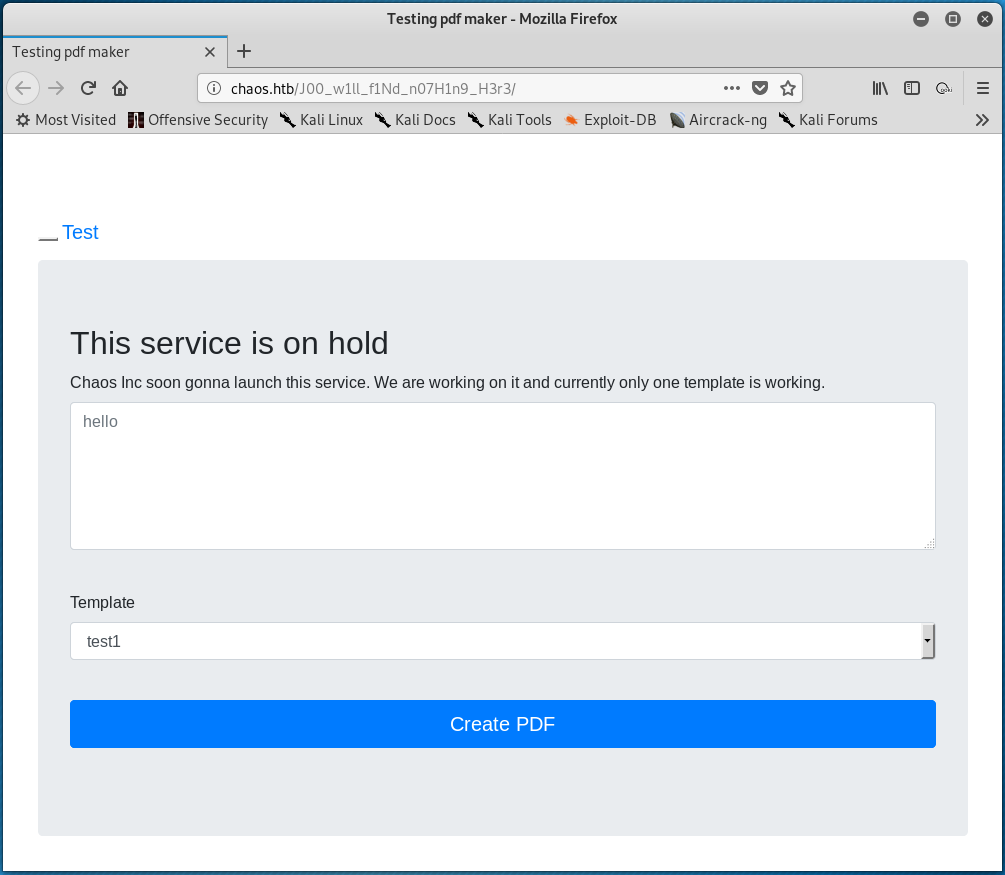 Testing pdf maker - Mozilla Firefox
Testing pdf maker
chaos.htb/J00_w1ll_f1Nd_n07H1n9_H3r3/
Most Visited Offensive Security Kali Linux Kali Docs Kali Tools Exploit-DB Aircrack-ng Kali Forums
Test
This service is on hold
Chaos Inc soon gonna launch this service. We are working on it and currently only one template is working.
hello
Template
test1
Create PDF